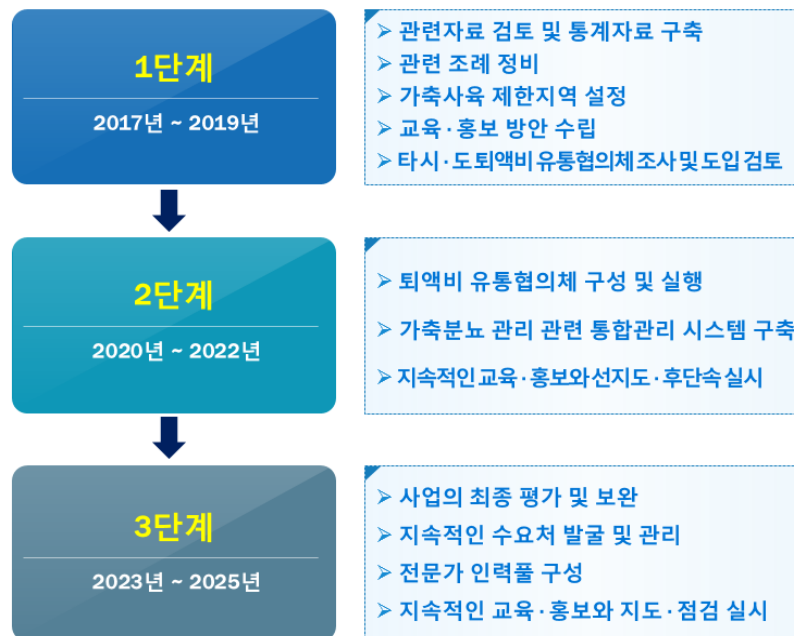 1단계
2017년 ~ 2019년
➢ 관련자료 검토 및 통계자료 구축
➢ 관련 조례 정비
➢ 가축사육 제한지역 설정
➢ 교육·홍보 방안 수립
➢ 타시·도퇴액비유통협의체조사및도입검토
2단계
2020년 ~ 2022년
➢ 퇴액비 유통협의체 구성 및 실행
➢ 가축분뇨 관리 관련 통합관리 시스템 구축
➢ 지속적인교육·홍보와선지도·후단속실시
3단계
2023년 ~ 2025년
➢ 사업의 최종 평가 및 보완
➢ 지속적인 수요처 발굴 및 관리
➢ 전문가 인력풀 구성
➢ 지속적인 교육·홍보와 지도·점검 실시